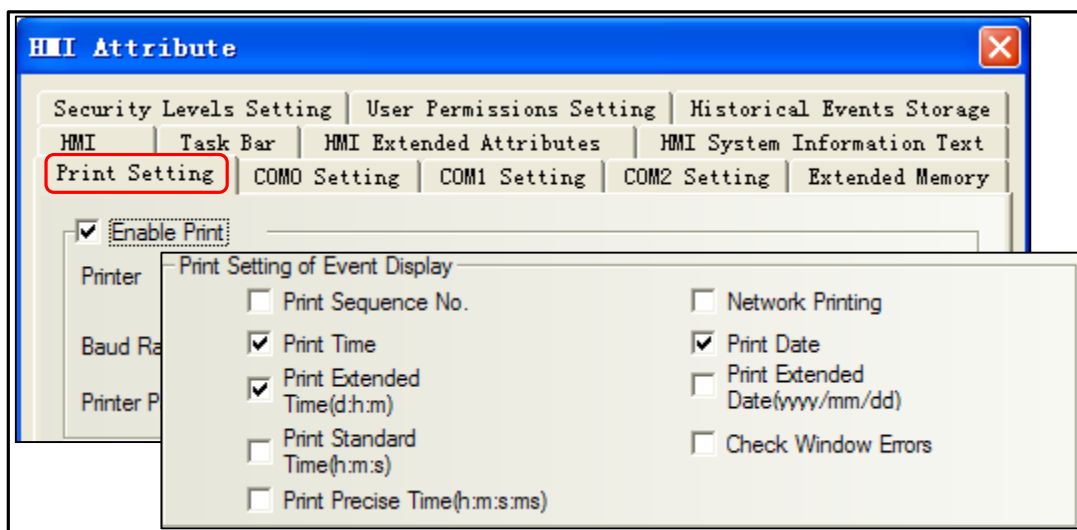 HMI Attribute
Security Levels Setting User Permissions Setting Historical Events Storage
HMI Task Bar HMI Extended Attributes HMI System Information Text
Print Setting COM0 Setting COM1 Setting COM2 Setting Extended Memory
Enable Print
Printer
Baud Ra
Printer P
Print Setting of Event Display
Print Sequence No. Network Printing
Print Time Print Date
Print Extended
Time(d:h:m)
Print Extended
Date(yyyy/mm/dd)
Print Standard
Time(h:m:s)
Check Window Errors
Print Precise Time(h:m:s:ms)